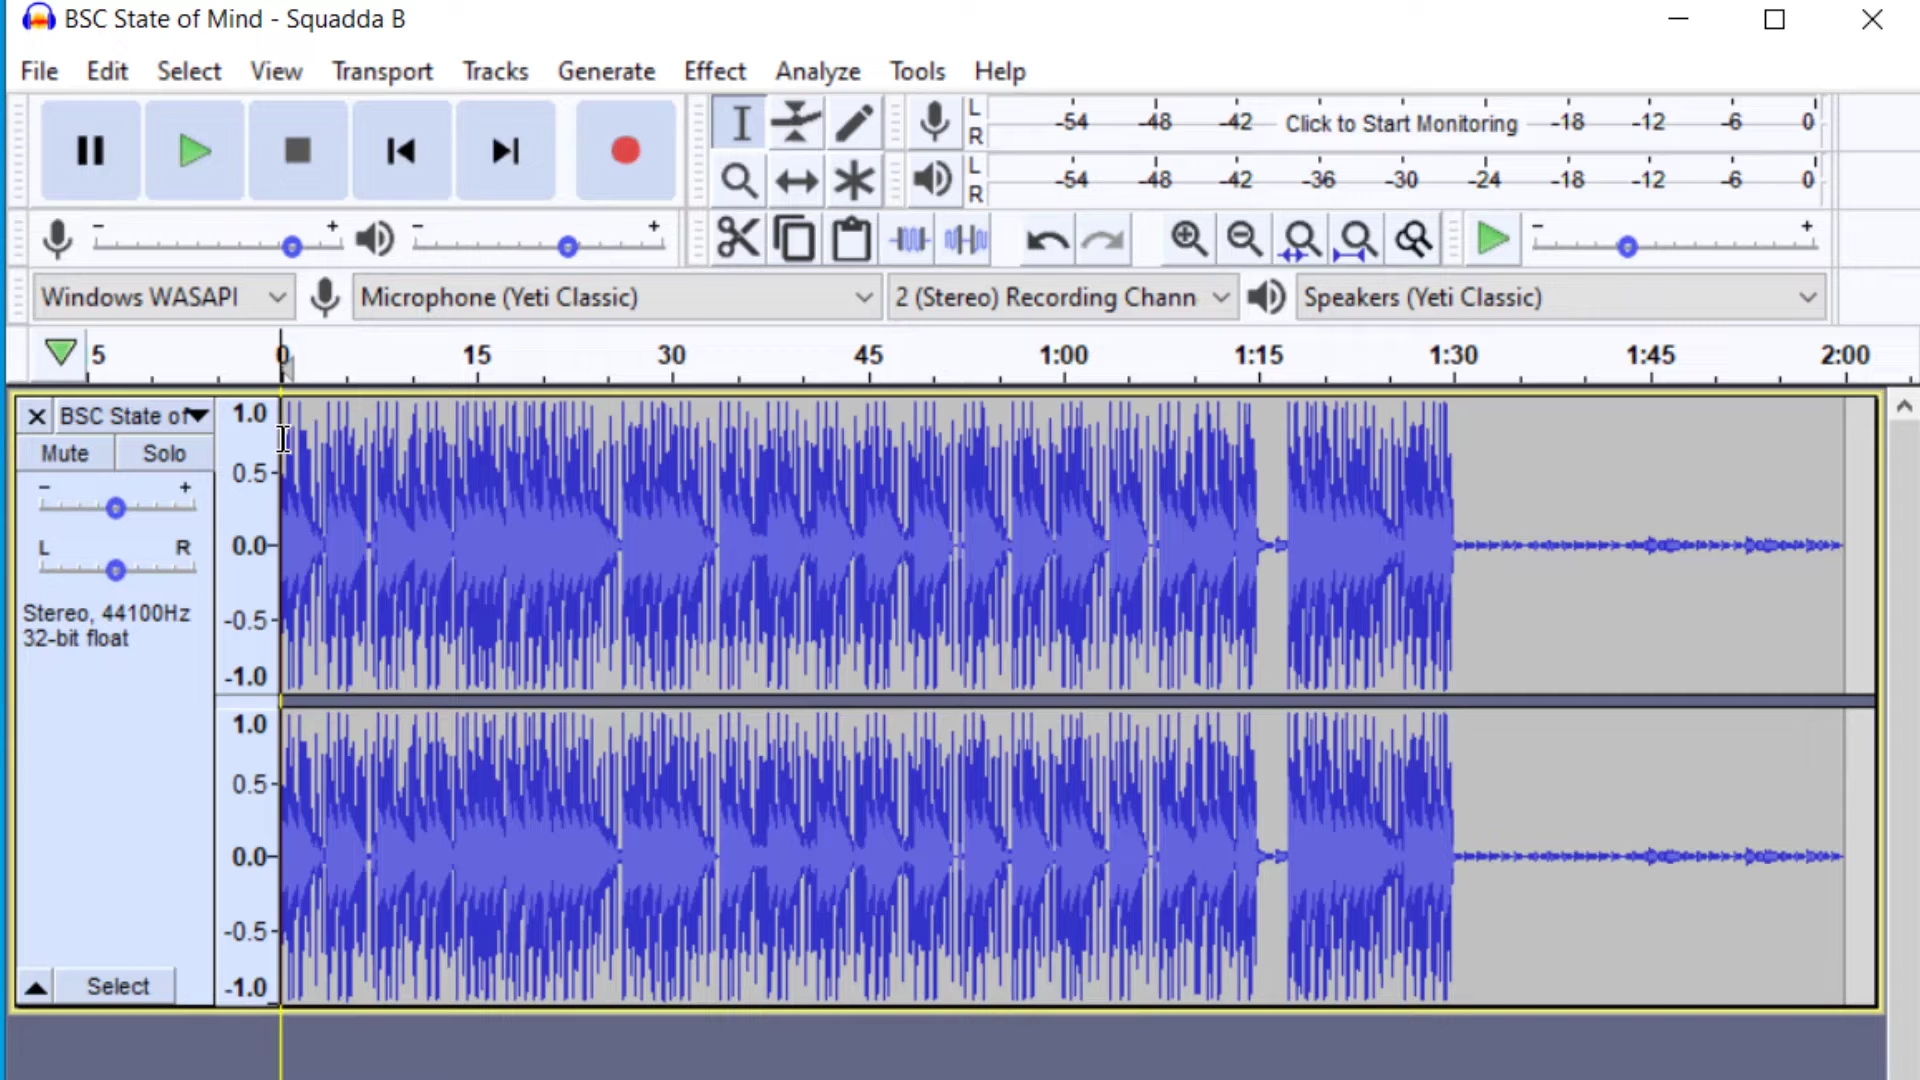 BSC State of Mind - Squadda B
File Edit Select View Transport Tracks Generate Effect Analyze Tools Help
L
R
-54 -48 -42 Click to Start Monitoring -18 -12 -6 0
L
R
-54 -48 -42 -36 -30 -24 -18 -12 -6 0
- + - + - +
Windows WASAPI Microphone (Yeti Classic) 2 (Stereo) Recording Chann Speakers (Yeti Classic)
5 0 15 30 45 1:00 1:15 1:30 1:45 2:00
BSC State of
Mute Solo
- +
L R
Stereo, 44100Hz
32-bit float
Select
1.0
0.5-
0.0-
-0.5-
-1.0
1.0
0.5-
0.0-
-0.5-
-1.0